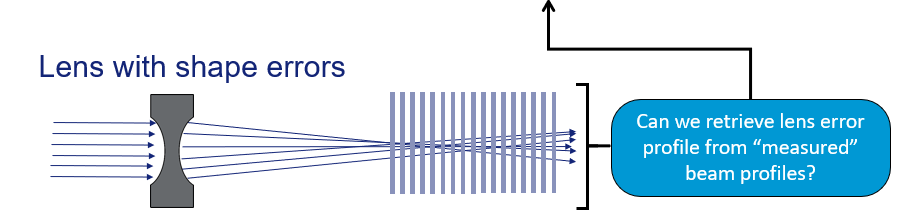 Lens with shape errors
Can we retrieve lens error
profile from “measured”
beam profiles?